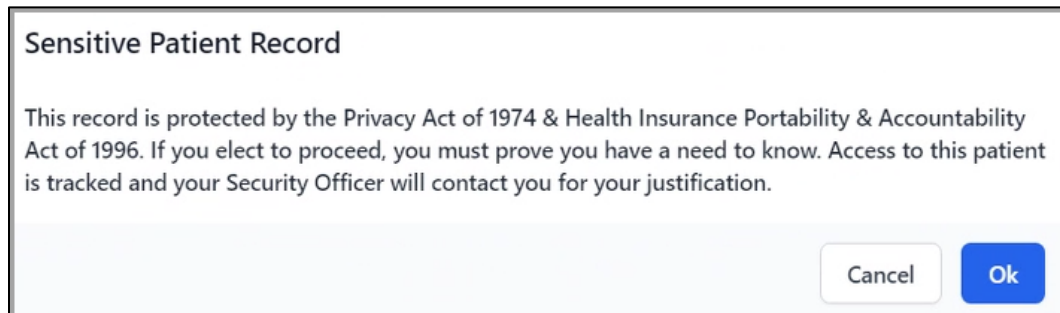 Sensitive Patient Record
This record is protected by the Privacy Act of 1974 & Health Insurance Portability & Accountability
Act of 1996. If you elect to proceed, you must prove you have a need to know. Access to this patient
is tracked and your Security Officer will contact you for your justification.
Cancel Ok